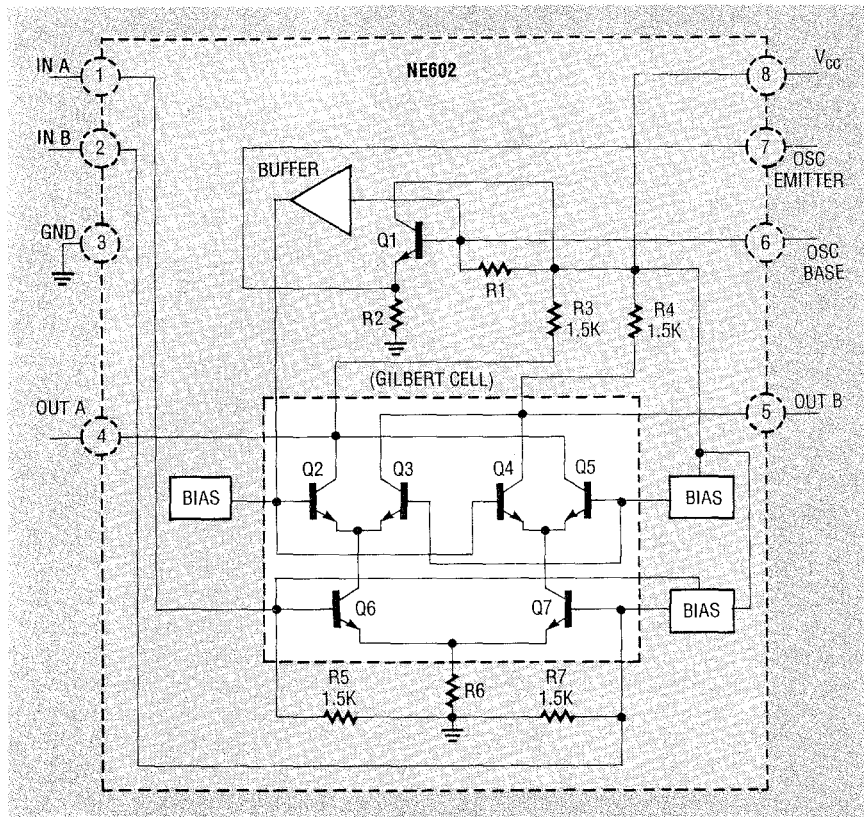 NE602
IN A
1
8
VCC
IN B
2
7
OSC
EMITTER
BUFFER
GND
3
Q1
6
OSC
BASE
R1
R2
R3
1.5K
R4
1.5K
(GILBERT CELL)
OUT A
4
5
OUT B
Q2
Q3
Q4
Q5
BIAS
BIAS
Q6
Q7
BIAS
R5
1.5K
R6
R7
1.5K